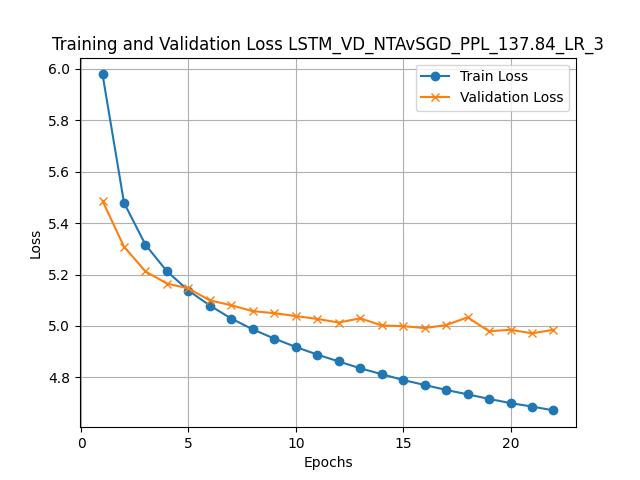 Training and Validation Loss LSTM_VD_NTAvSGD_PPL_137.84_LR_3
Train Loss
Validation Loss
6.0
5.8
5.6
5.4
5.2
5.0
4.8
Loss
0 5 10 15 20
Epochs